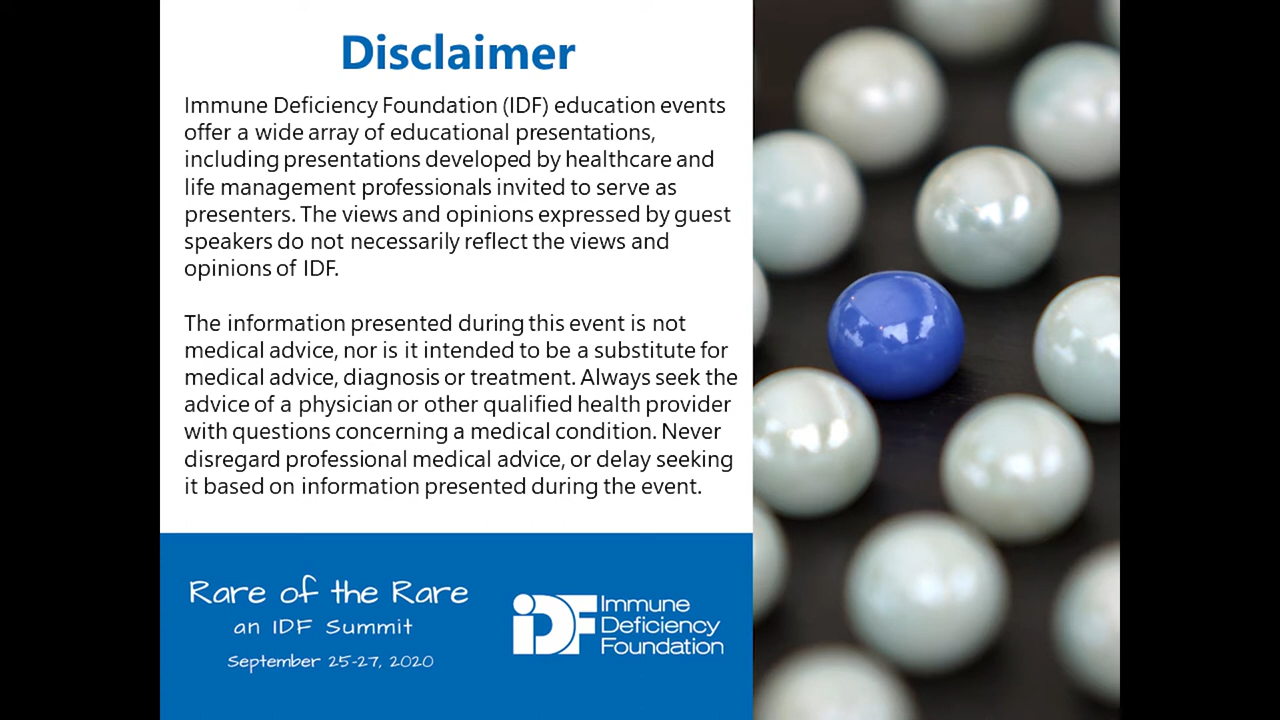 Disclaimer
Immune Deficiency Foundation (IDF) education events
offer a wide array of educational presentations,
including presentations developed by healthcare and
life management professionals invited to serve as
presenters. The views and opinions expressed by guest
speakers do not necessarily reflect the views and
opinions of IDF.
The information presented during this event is not
medical advice, nor is it intended to be a substitute for
medical advice, diagnosis or treatment. Always seek the
advice of a physician or other qualified health provider
with questions concerning a medical condition. Never
disregard professional medical advice, or delay seeking
it based on information presented during the event.
Rare of the Rare
an IDF Summit
September 25-27, 2020
IDF
Immune
Deficiency
Foundation